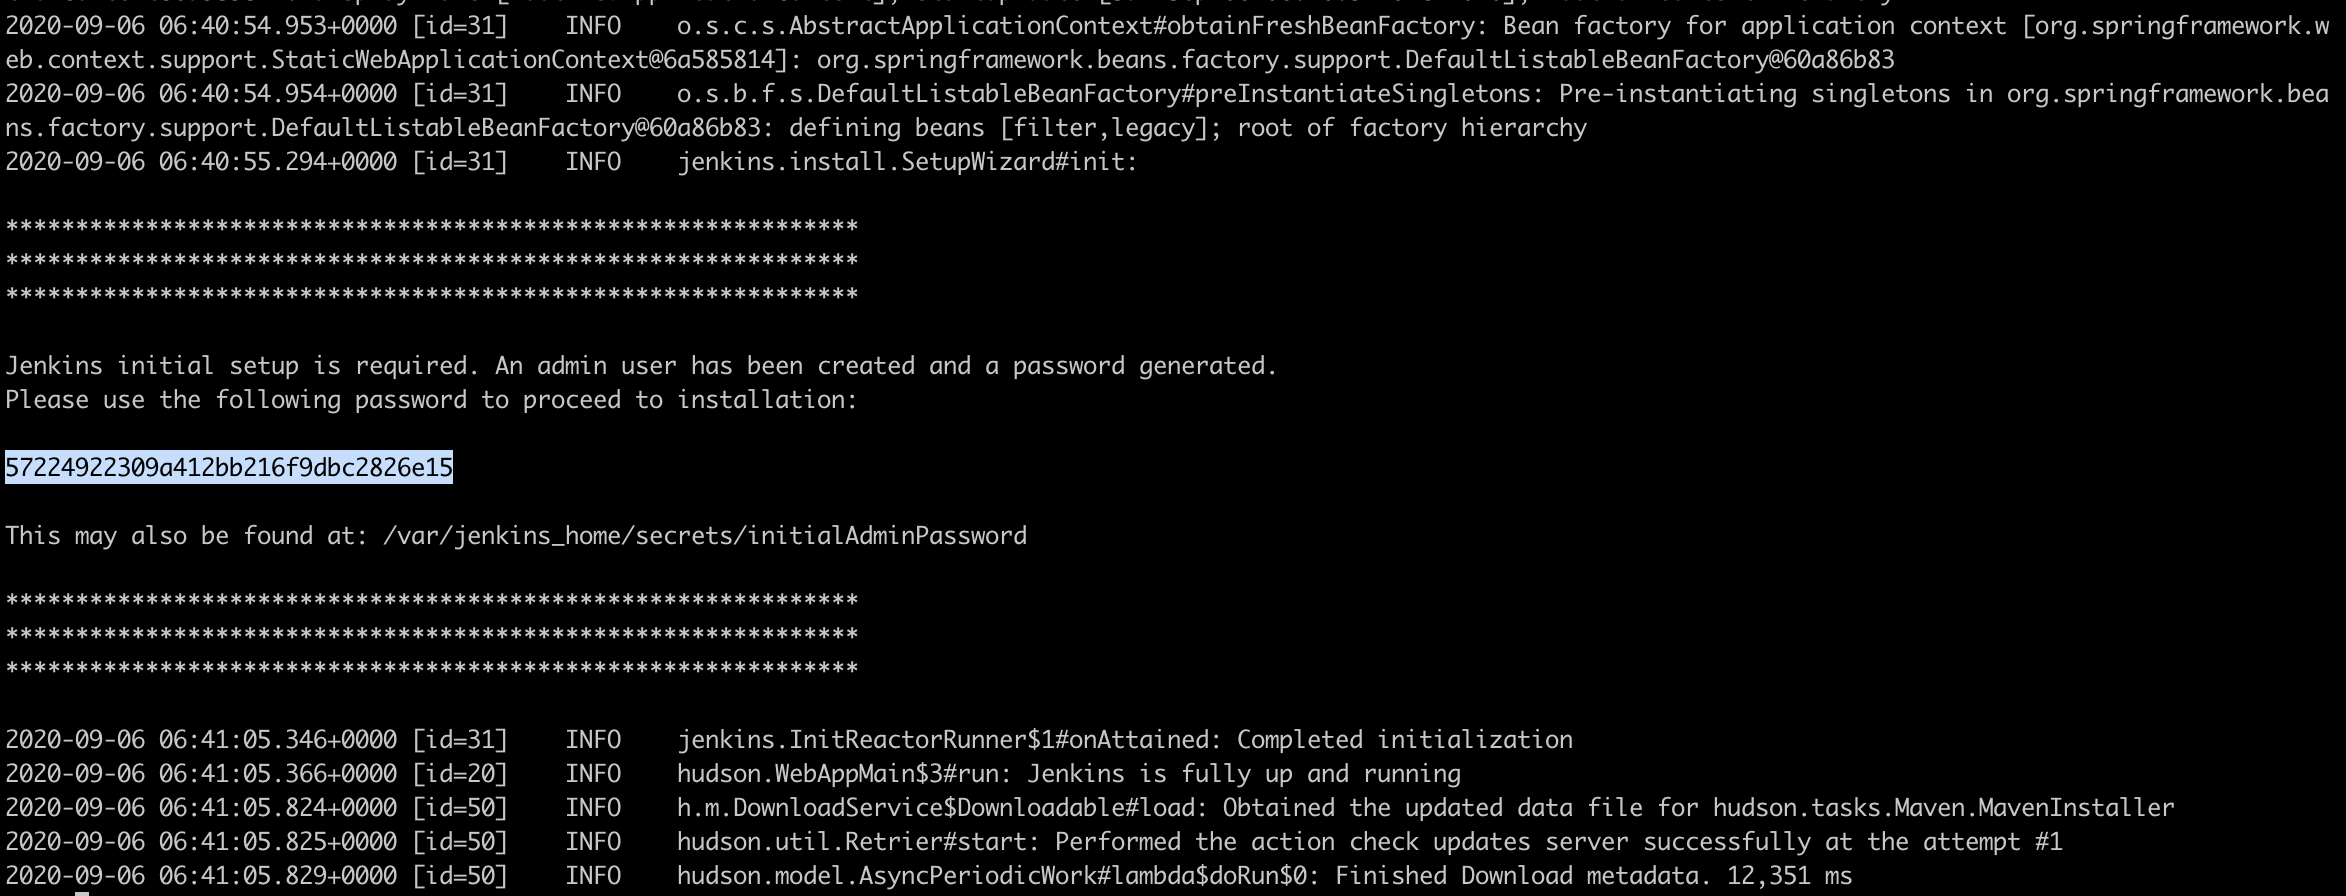 2020-09-06 06:40:54.953+0000 [id=31]    INFO    o.s.c.s.AbstractApplicationContext#obtainFreshBeanFactory: Bean factory for application context [org.springframework.w
eb.context.support.StaticWebApplicationContext@6a585814]: org.springframework.beans.factory.support.DefaultListableBeanFactory@60a86b83
2020-09-06 06:40:54.954+0000 [id=31]    INFO    o.s.b.f.s.DefaultListableBeanFactory#preInstantiateSingletons: Pre-instantiating singletons in org.springframework.bea
ns.factory.support.DefaultListableBeanFactory@60a86b83: defining beans [filter,legacy]; root of factory hierarchy
2020-09-06 06:40:55.294+0000 [id=31]    INFO    jenkins.install.SetupWizard#init:
*************************************************************
*************************************************************
*************************************************************
Jenkins initial setup is required. An admin user has been created and a password generated.
Please use the following password to proceed to installation:
57224922309a412bb216f9dbc2826e15
This may also be found at: /var/jenkins_home/secrets/initialAdminPassword
*************************************************************
*************************************************************
*************************************************************
2020-09-06 06:41:05.346+0000 [id=31]    INFO    jenkins.InitReactorRunner$1#onAttained: Completed initialization
2020-09-06 06:41:05.366+0000 [id=20]    INFO    hudson.WebAppMain$3#run: Jenkins is fully up and running
2020-09-06 06:41:05.824+0000 [id=50]    INFO    h.m.DownloadService$Downloadable#load: Obtained the updated data file for hudson.tasks.Maven.MavenInstaller
2020-09-06 06:41:05.825+0000 [id=50]    INFO    hudson.util.Retrier#start: Performed the action check updates server successfully at the attempt #1
2020-09-06 06:41:05.829+0000 [id=50]    INFO    hudson.model.AsyncPeriodicWork#lambda$doRun$0: Finished Download metadata. 12,351 ms